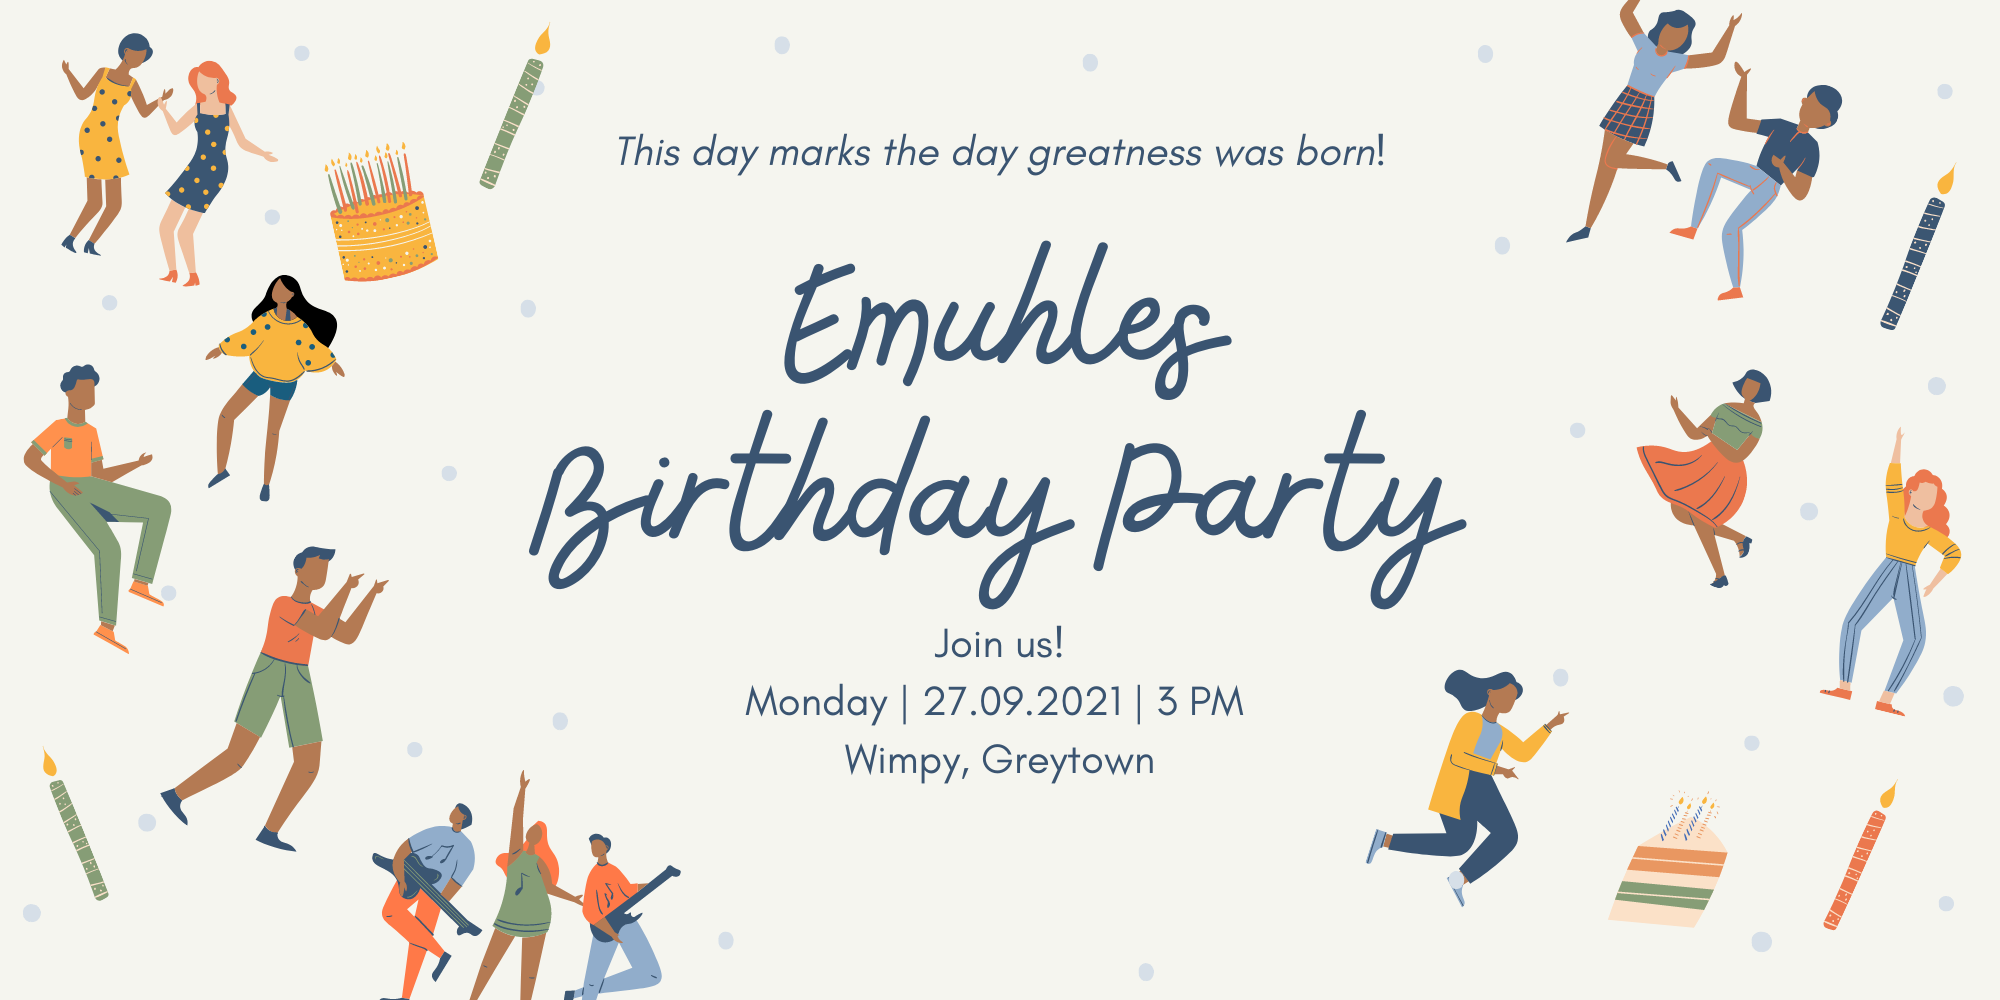 This day marks the day greatness was born!
Emuhles
Birthday Party
Join us!
Monday | 27.09.2021 | 3 PM
Wimpy, Greytown